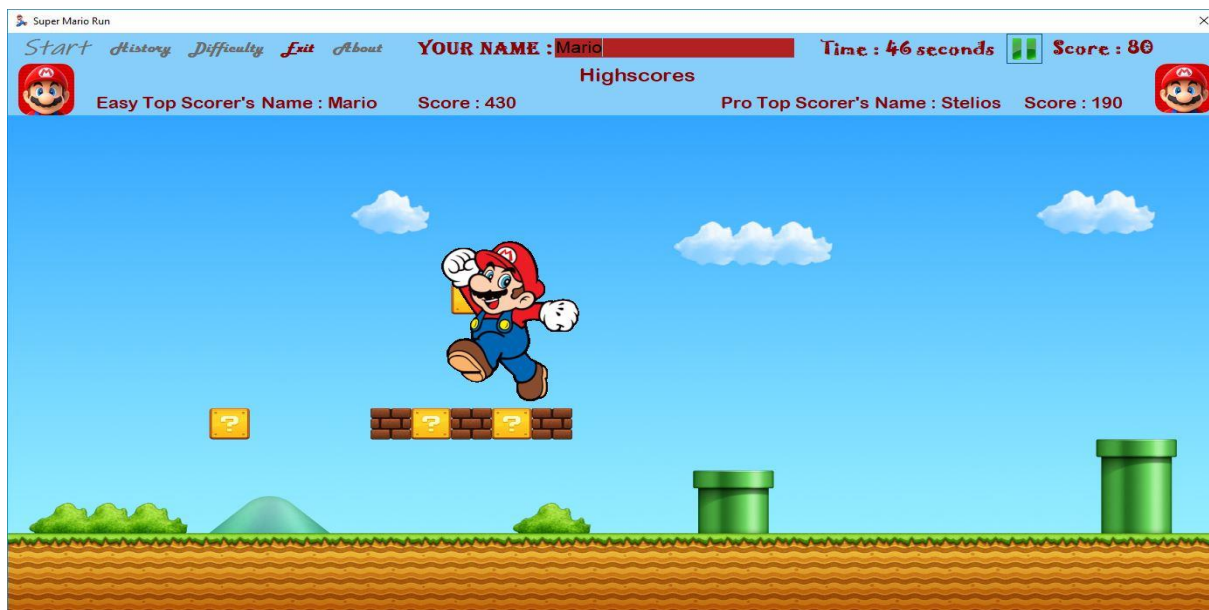 Super Mario Run
Start History Difficulty Exit About YOUR NAME : Mario Time : 46 seconds Score : 80
Highscores
Easy Top Scorer's Name : Mario Score : 430 Pro Top Scorer's Name : Stelios Score : 190
M M
M
? ? ?